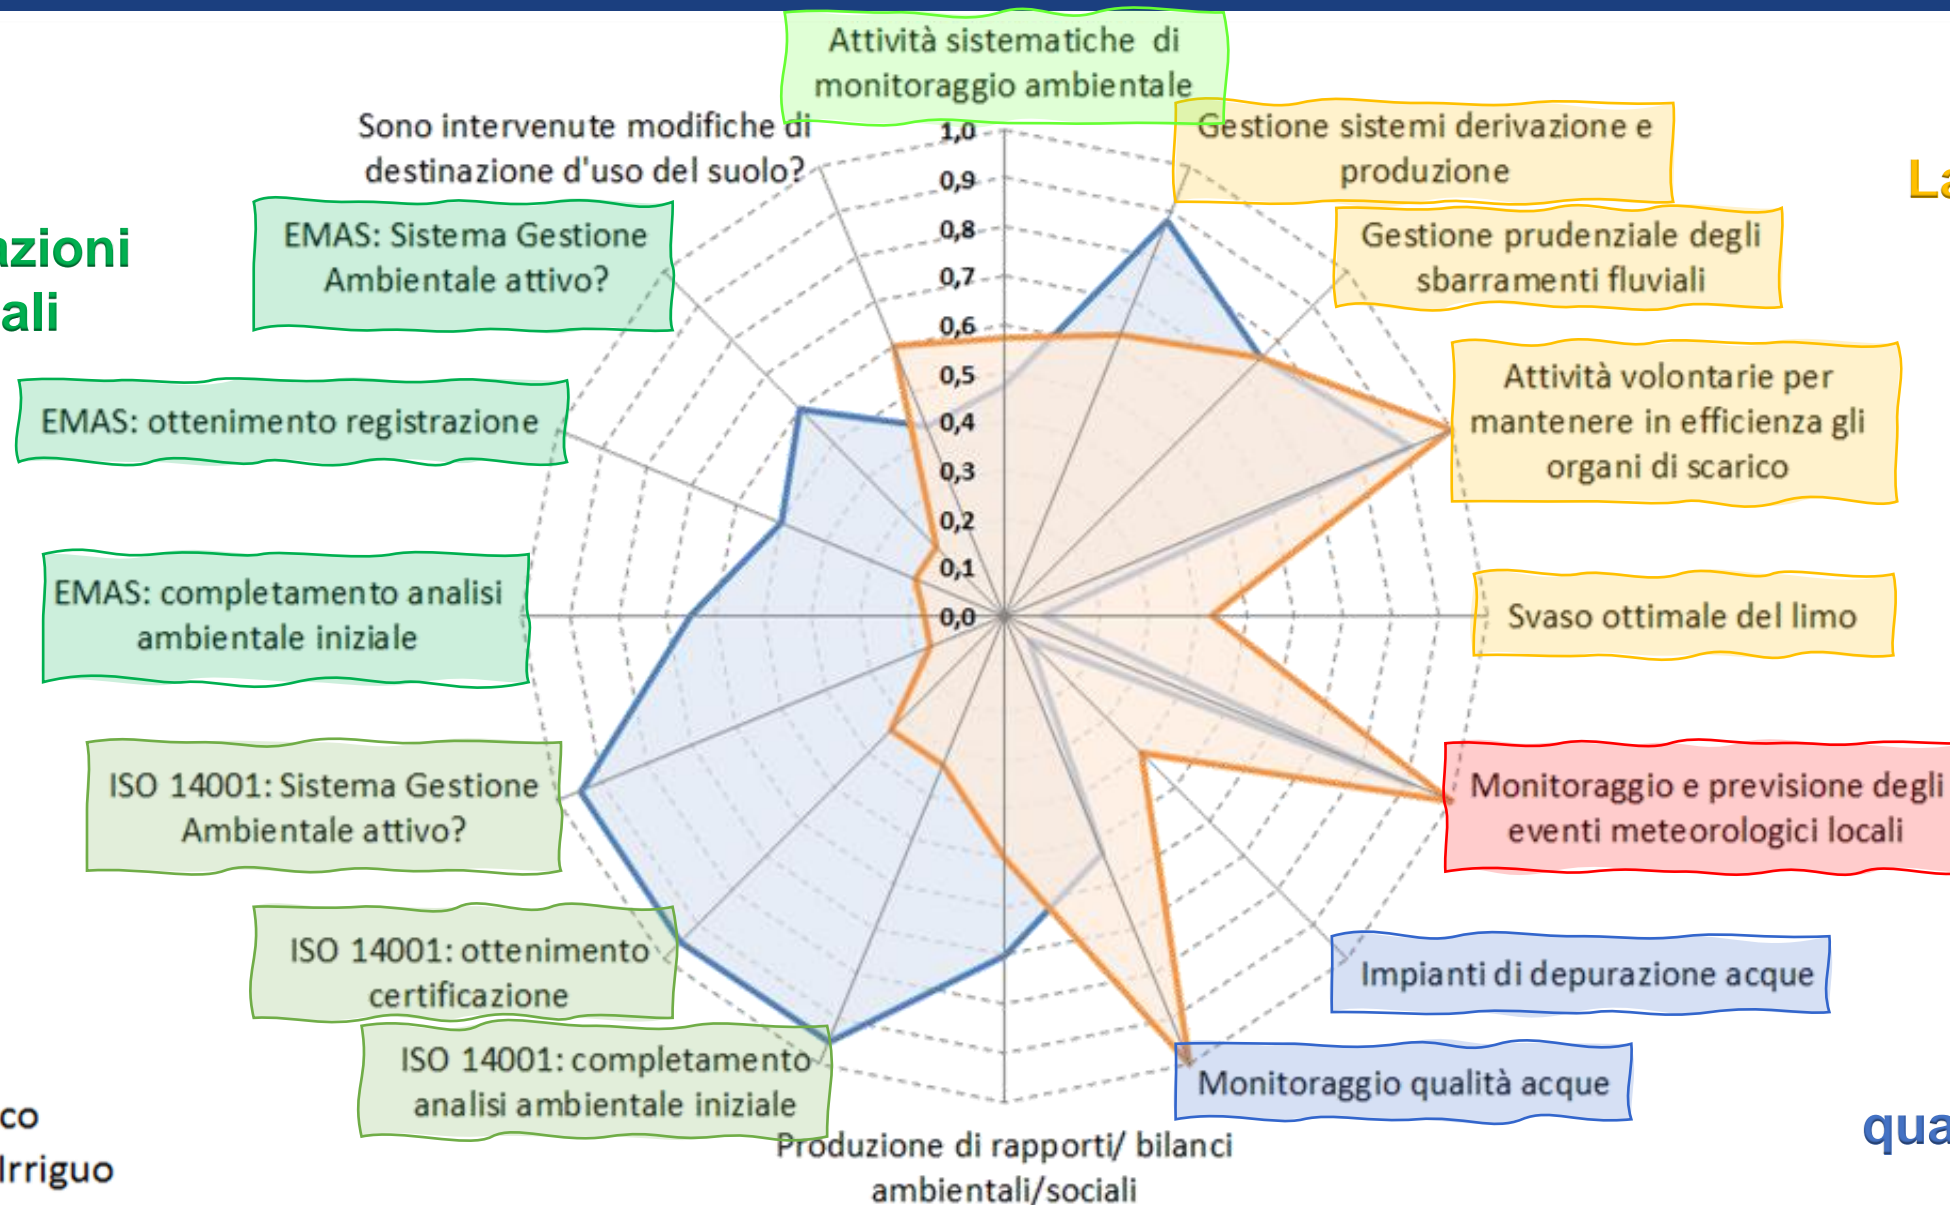 Attività sistematiche di
monitoraggio ambientale
Sono intervenute modifiche di
destinazione d'uso del suolo?
Gestione sistemi derivazione e
produzione
La
EMAS: Sistema Gestione
Ambientale attivo?
Gestione prudenziale degli
sbarramenti fluviali
azioni
ali
EMAS: ottenimento registrazione
Attività volontarie per
mantenere in efficienza gli
organi di scarico
EMAS: completamento analisi
ambientale iniziale
Svaso ottimale del limo
ISO 14001: Sistema Gestione
Ambientale attivo?
Monitoraggio e previsione degli
eventi meteorologici locali
ISO 14001: ottenimento
certificazione
Impianti di depurazione acque
ISO 14001: completamento
analisi ambientale iniziale
Monitoraggio qualità acque
Produzione di rapporti/ bilanci
ambientali/sociali
1,0
0,9
0,8
0,7
0,6
0,5
0,4
0,3
0,2
0,1
0,0
co
Irriguo
qua